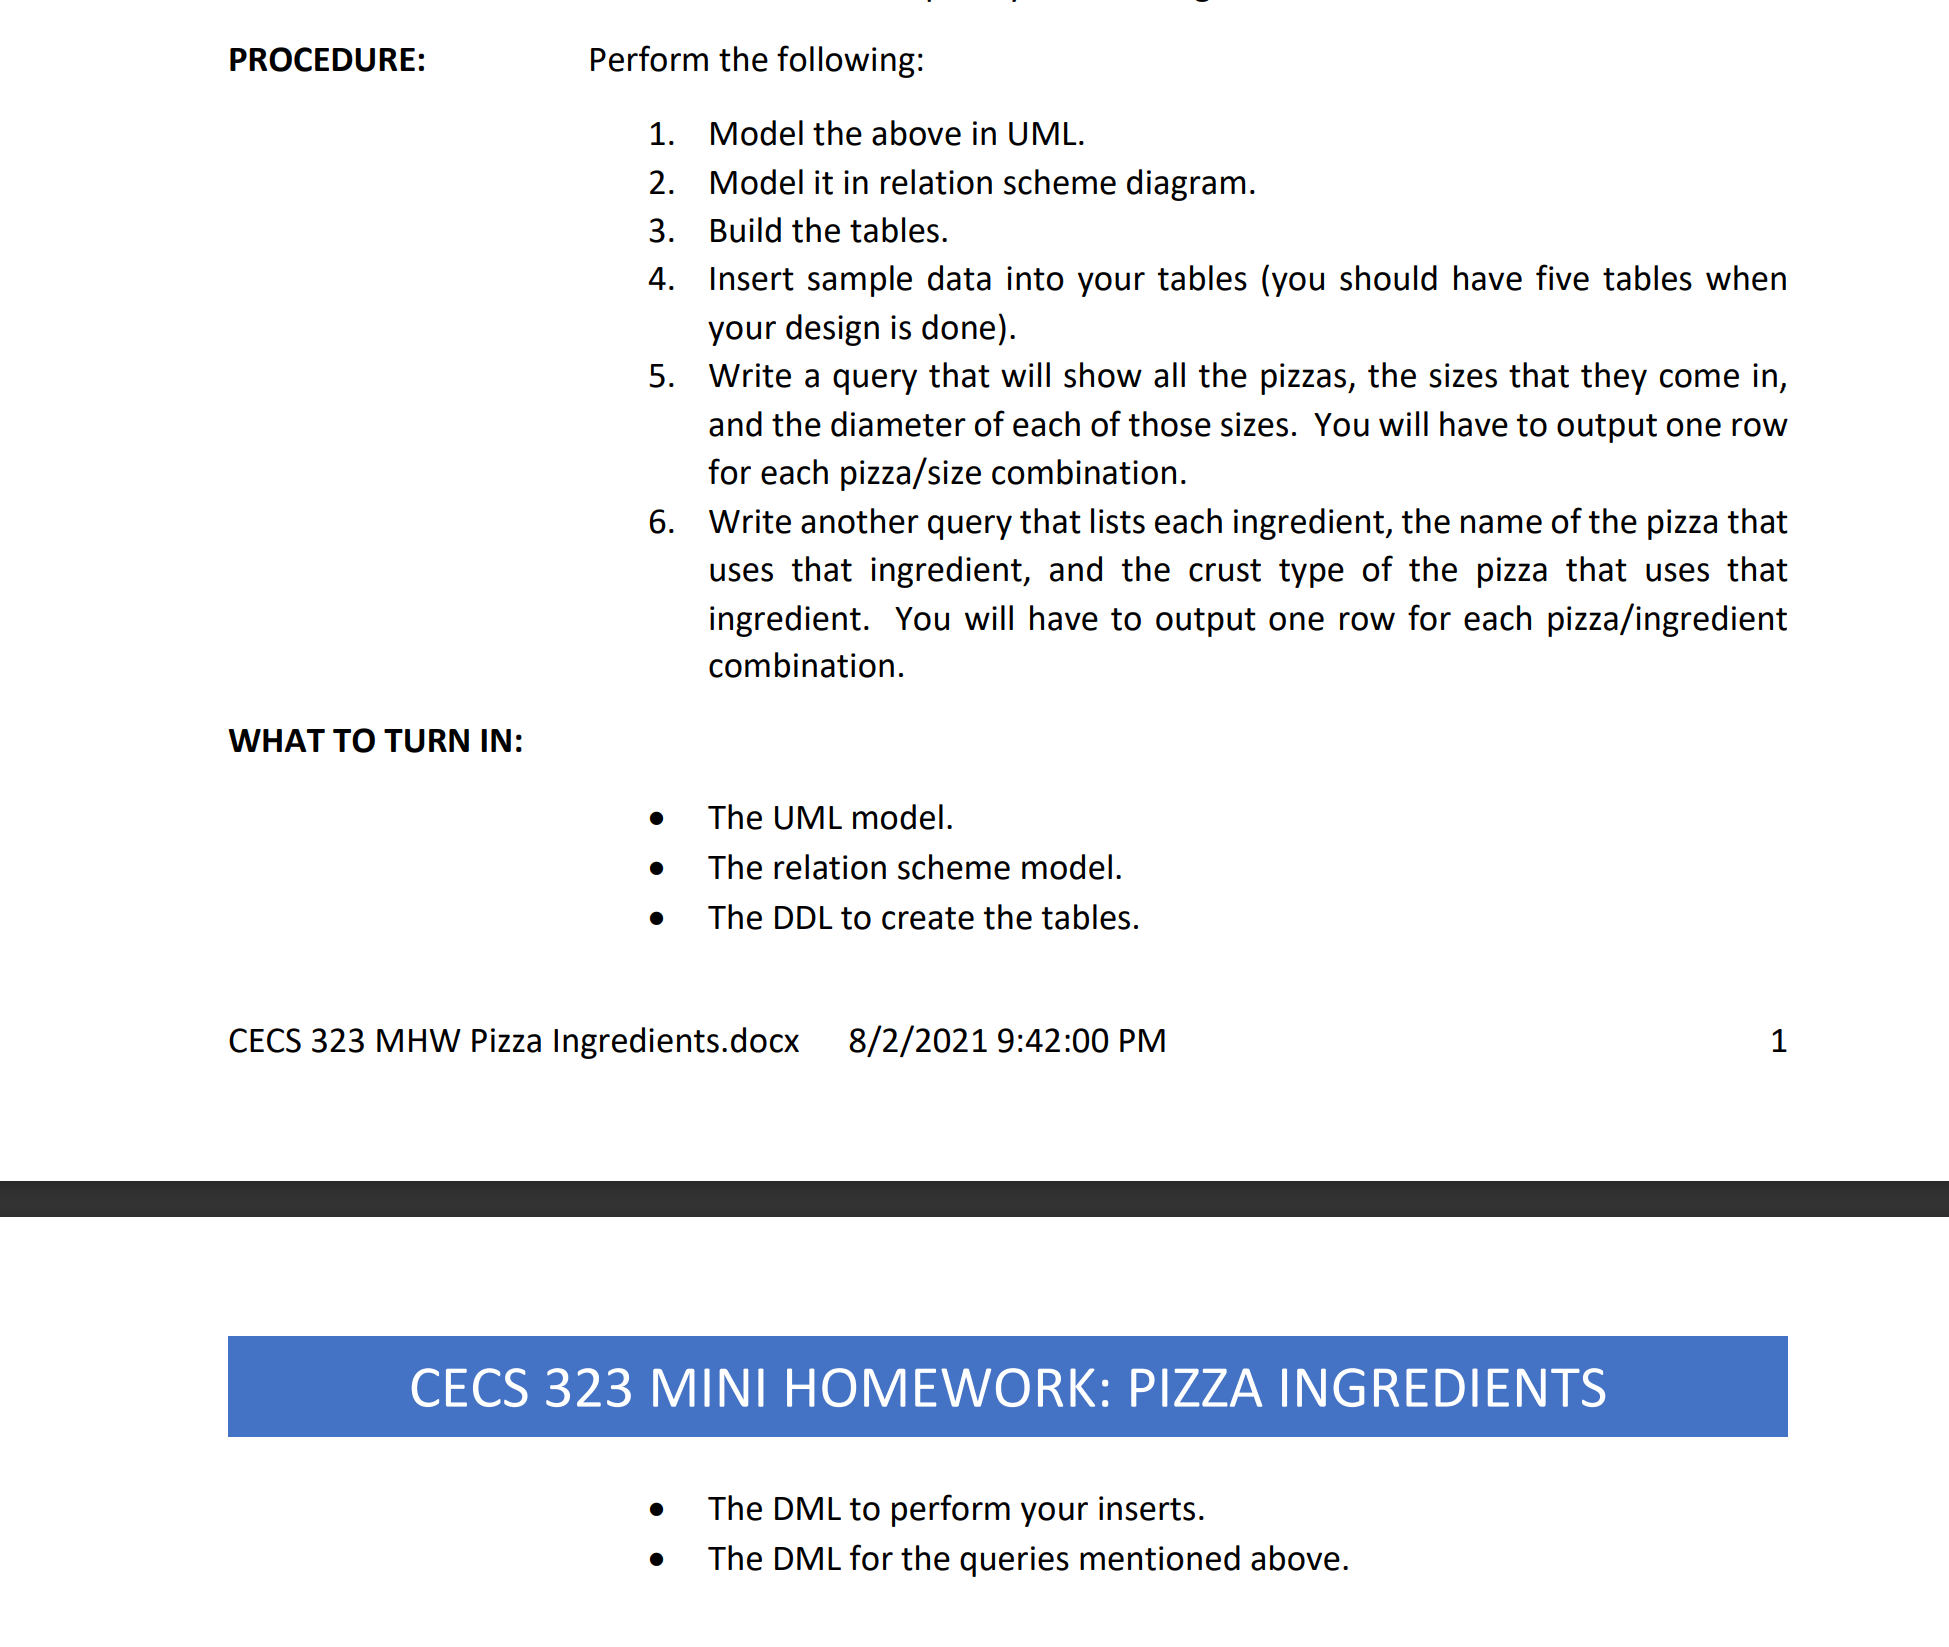 PROCEDURE: Perform the following:
1. Model the above in UML.
2. Model it in relation scheme diagram.
3. Build the tables.
4. Insert sample data into your tables (you should have five tables when
your design is done).
5. Write a query that will show all the pizzas, the sizes that they come in,
and the diameter of each of those sizes. You will have to output one row
for each pizza/size combination.
6. Write another query that lists each ingredient, the name of the pizza that
uses that ingredient, and the crust type of the pizza that uses that
ingredient. You will have to output one row for each pizza/ingredient
combination.
WHAT TO TURN IN:
• The UML model.
• The relation scheme model.
• The DDL to create the tables.
CECS 323 MHW Pizza Ingredients.docx 8/2/2021 9:42:00 PM 1
CECS 323 MINI HOMEWORK: PIZZA INGREDIENTS
• The DML to perform your inserts.
• The DML for the queries mentioned above.